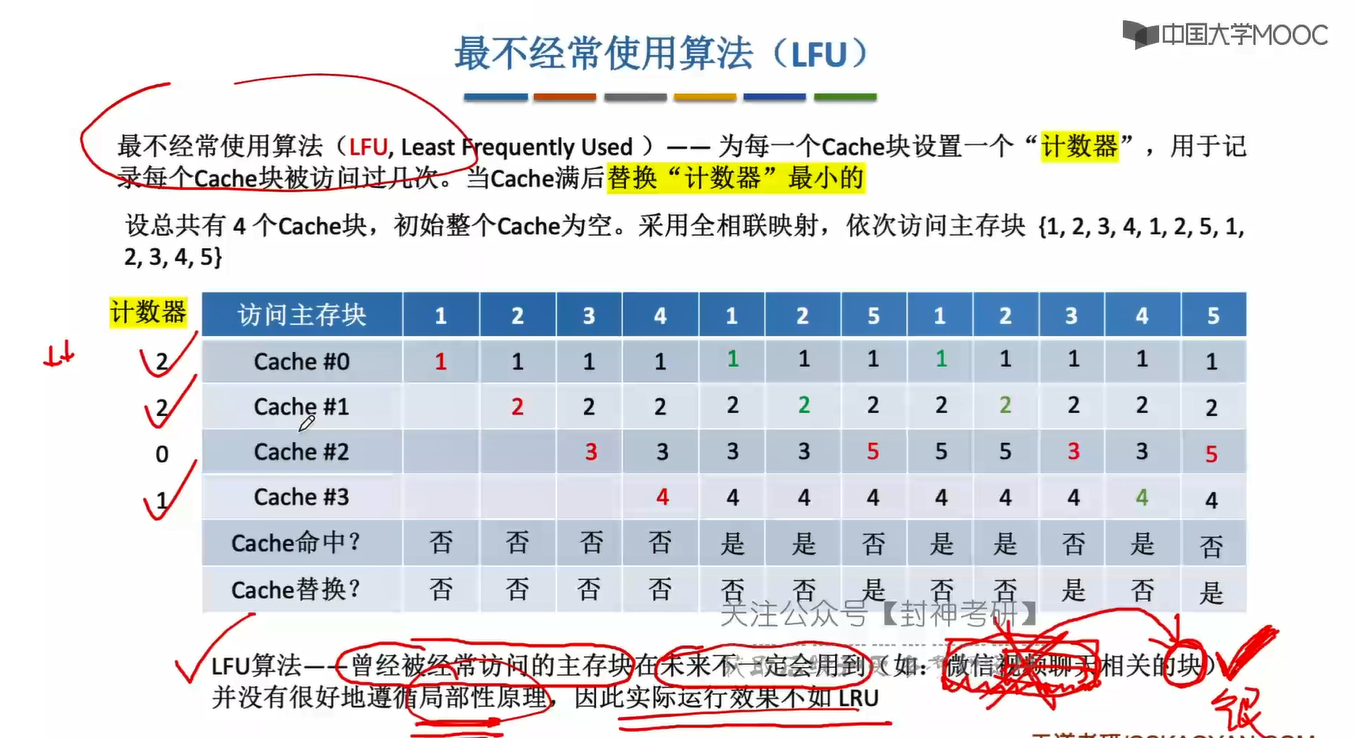 中国大学MOOC
最不经常使用算法（LFU）
最不经常使用算法（LFU, Least Frequently Used ）—— 为每一个Cache块设置一个“计数器”，用于记
录每个Cache块被访问过几次。当Cache满后替换“计数器”最小的
设总共有 4 个Cache块，初始整个Cache为空。采用全相联映射，依次访问主存块 {1, 2, 3, 4, 1, 2, 5, 1,
2, 3, 4, 5}
计数器 访问主存块 1 2 3 4 1 2 5 1 2 3 4 5
2 Cache #0 1 1 1 1 1 1 1 1 1 1 1 1
2 Cache #1 2 2 2 2 2 2 2 2 2 2 2
0 Cache #2 3 3 3 3 5 5 5 3 3 5
1 Cache #3 4 4 4 4 4 4 4 4 4
Cache命中? 否 否 否 否 是 是 否 是 是 否 是 否
Cache替换? 否 否 否 否 否 否 是 否 否 是 否 是
关注公众号【封神考研】
LFU算法——曾经被经常访问的主存块在未来不一定会用到（如：微信视频聊天相关的块），
并没有很好地遵循局部性原理，因此实际运行效果不如 LRU